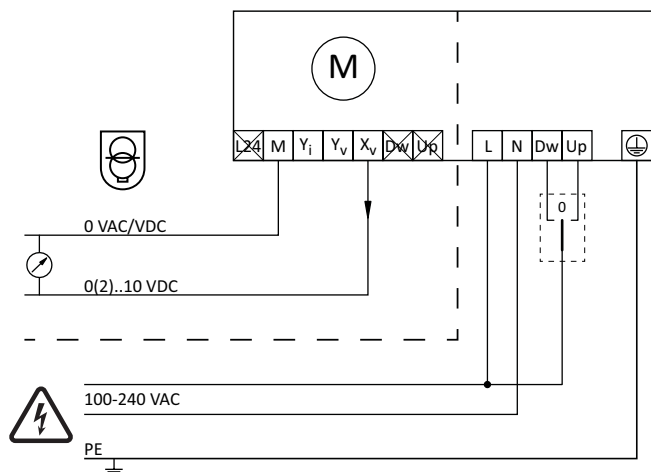 M
L24 M Yi Yv Xv Dw Up L N Dw Up
0
0 VAC/VDC
0(2)..10 VDC
100-240 VAC
PE